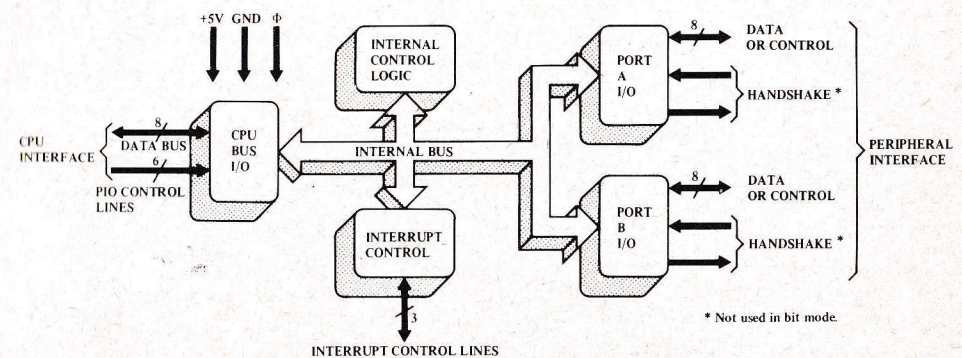 +5V GND Φ
INTERNAL
CONTROL
LOGIC
PORT
A
I/O
8
DATA
OR CONTROL
HANDSHAKE *
CPU
INTERFACE
8
DATA BUS
6
PIO CONTROL
LINES
CPU
BUS
I/O
INTERNAL BUS
PERIPHERAL
INTERFACE
INTERRUPT
CONTROL
3
INTERRUPT CONTROL LINES
PORT
B
I/O
8
DATA
OR CONTROL
HANDSHAKE *
* Not used in bit mode.